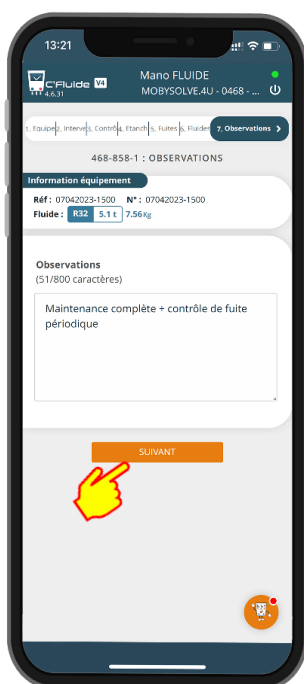 13:21
C'Fluide V4
4.6.31
Mano FLUIDE
MOBYSOLVE.4U - 0468 - ...
1, Equipe 2, Interve 3, Contrô 4, Etanch 5, Fuites 6, Fluides 7, Observations
468-858-1 : OBSERVATIONS
Information équipement
Réf : 07042023-1500 N° : 07042023-1500
Fluide : R32 5.1 t 7.56Kg
Observations
(51/800 caractères)
Maintenance complète + contrôle de fuite
périodique
SUIVANT